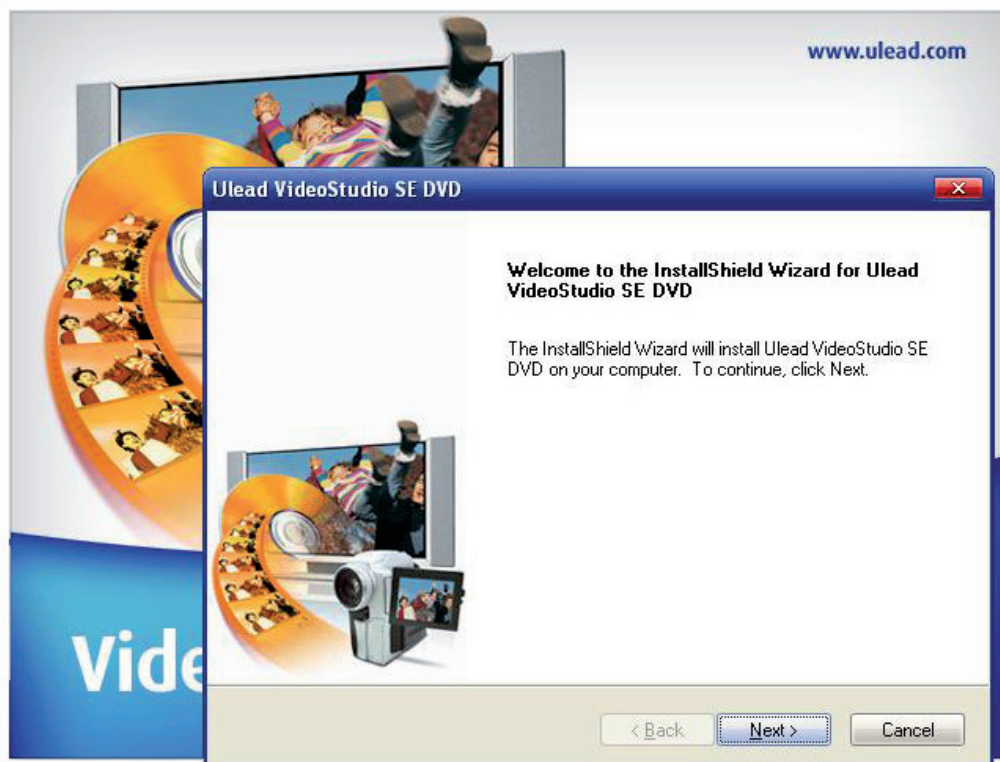 www.ulead.com
Ulead VideoStudio SE DVD
Welcome to the InstallShield Wizard for Ulead
VideoStudio SE DVD
The InstallShield Wizard will install Ulead VideoStudio SE
DVD on your computer. To continue, click Next.
Vide
< Back
Next >
Cancel